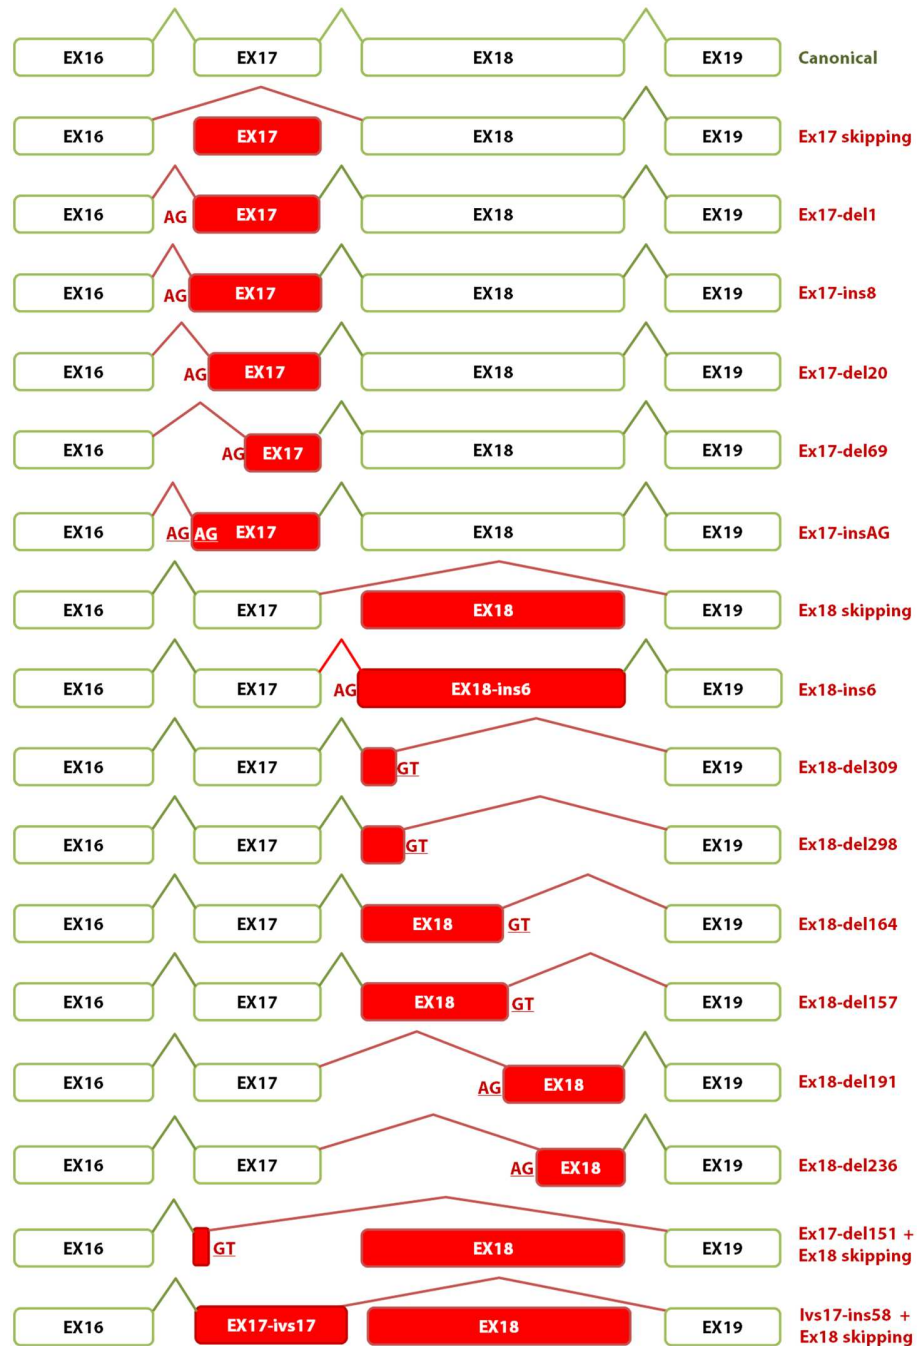 EX16 EX17 EX18 EX19 Canonical
EX16 EX17 EX18 EX19 Ex17 skipping
EX16 AG EX17 EX18 EX19 Ex17-del1
EX16 AG EX17 EX18 EX19 Ex17-ins8
EX16 AG EX17 EX18 EX19 Ex17-del20
EX16 AG EX17 EX18 EX19 Ex17-del69
EX16 AG AG EX17 EX18 EX19 Ex17-insAG
EX16 EX17 EX18 EX19 Ex18 skipping
EX16 EX17 AG EX18-ins6 EX19 Ex18-ins6
EX16 EX17 GT EX19 Ex18-del309
EX16 EX17 GT EX19 Ex18-del298
EX16 EX17 EX18 GT EX19 Ex18-del164
EX16 EX17 EX18 GT EX19 Ex18-del157
EX16 EX17 AG EX18 EX19 Ex18-del191
EX16 EX17 AG EX18 EX19 Ex18-del236
EX16 GT EX18 EX19 Ex17-del151 +
Ex18 skipping
EX16 EX17-ivs17 EX18 EX19 Ivs17-ins58 +
Ex18 skipping